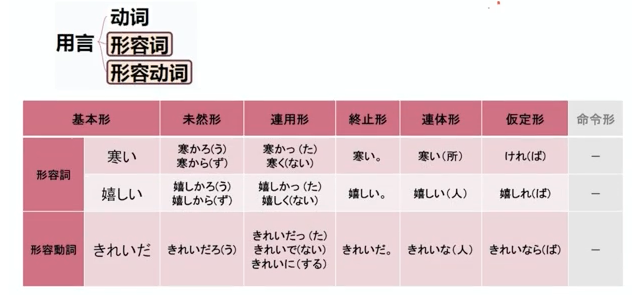 用言
动词
形容词
形容动词
基本形 未然形 連用形 終止形 連体形 仮定形 命令形
形容詞
寒い 寒かろ(う) 寒かっ(た) 寒い。 寒い(所) けれ(ば) −
寒から(ず) 寒く(ない)
嬉しい 嬉しかろ(う) 嬉しかっ(た) 嬉しい。 嬉しい(人) 嬉しれ(ば) −
嬉しから(ず) 嬉しく(ない)
形容動詞 きれいだ きれいだろ(う) きれいだっ(た) きれいだ。 きれいな(人) きれいなら(ば) −
きれいで(ない)
きれいに(する)